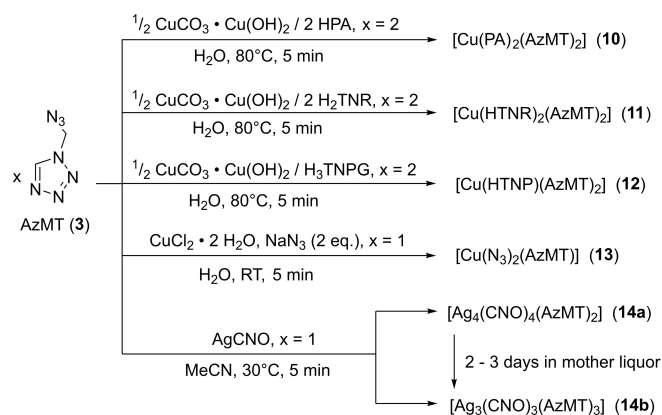 ½ CuCO₃ • Cu(OH)₂ / 2 HPA, x = 2
H₂O, 80°C, 5 min
[Cu(PA)₂(AzMT)₂] (10)
½ CuCO₃ • Cu(OH)₂ / 2 H₂TNR, x = 2
H₂O, 80°C, 5 min
[Cu(HTNR)₂(AzMT)₂] (11)
N₃
N
x
N
N
N
AzMT (3)
½ CuCO₃ • Cu(OH)₂ / H₃TNPG, x = 2
H₂O, 80°C, 5 min
[Cu(HTNP)(AzMT)₂] (12)
CuCl₂ • 2 H₂O, NaN₃ (2 eq.), x = 1
H₂O, RT, 5 min
[Cu(N₃)₂(AzMT)] (13)
AgCNO, x = 1
MeCN, 30°C, 5 min
[Ag₄(CNO)₄(AzMT)₂] (14a)
2 - 3 days in mother liquor
[Ag₃(CNO)₃(AzMT)₃] (14b)